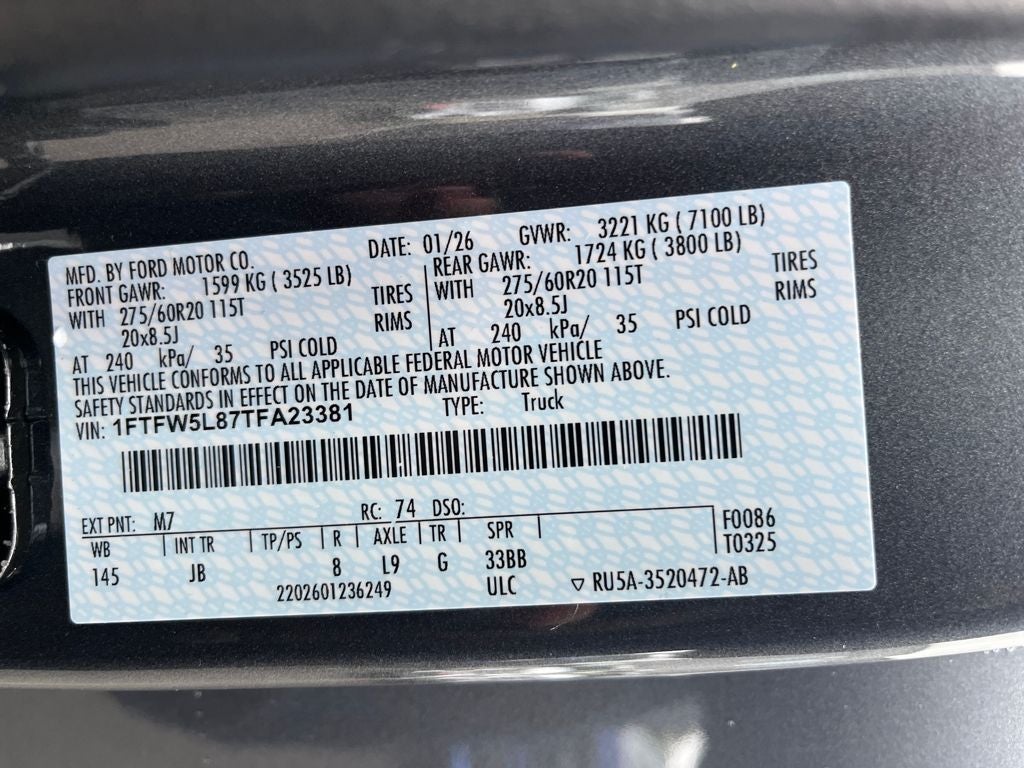 MFD. BY FORD MOTOR CO. DATE: 01/26 GVWR: 3221 KG ( 7100 LB)
FRONT GAWR: 1599 KG ( 3525 LB) REAR GAWR: 1724 KG ( 3800 LB)
WITH 275/60R20 115T TIRES WITH 275/60R20 115T TIRES
20x8.5J RIMS 20x8.5J RIMS
AT 240 kPa/ 35 PSI COLD AT 240 kPa/ 35 PSI COLD
THIS VEHICLE CONFORMS TO ALL APPLICABLE FEDERAL MOTOR VEHICLE
SAFETY STANDARDS IN EFFECT ON THE DATE OF MANUFACTURE SHOWN ABOVE.
VIN: 1FTFW5L87TFA23381 TYPE: Truck
EXT PNT: M7 RC: 74 DSO:
WB INT TR TP/PS R AXLE TR SPR F0086
145 JB 8 L9 G 33BB T0325
2202601236249 ULC ▽ RU5A-3520472-AB